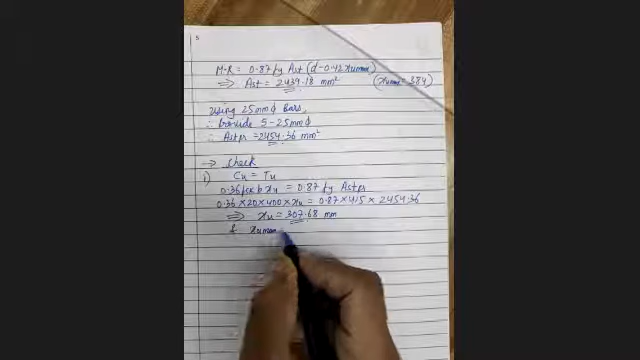 M.R = 0.87 fy Ast (d - 0.42 xumax)
⇒ Ast = 2439.18 mm² (xumax = 384)
using 25mm Φ Bars,
∴ Provide 5 - 25mm Φ
∴ Astpr = 2454.36 mm²
→ Check
i) Cu = Tu
0.36 fck b xu = 0.87 fy Astpr
0.36 × 20 × 400 × xu = 0.87 × 415 × 2454.36
⇒ xu = 307.68 mm
& xumax